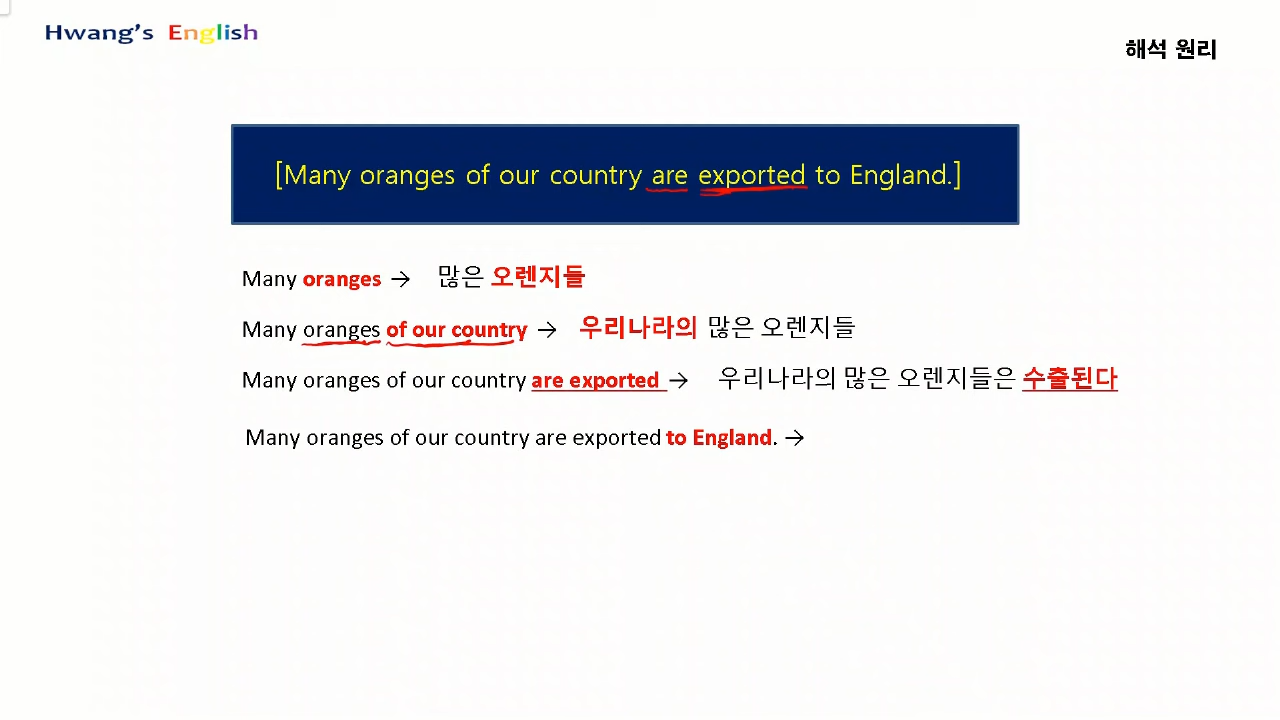 Hwang's English
해석 원리
[Many oranges of our country are exported to England.]
Many oranges → 많은 오렌지들
Many oranges of our country → 우리나라의 많은 오렌지들
Many oranges of our country are exported → 우리나라의 많은 오렌지들은 수출된다
Many oranges of our country are exported to England. →